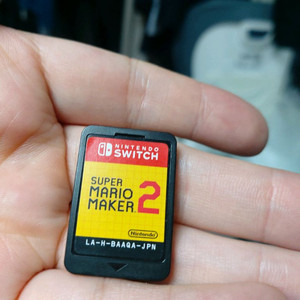 NINTENDO
SWITCH
SUPER
MARIO
MAKER 2
Nintendo
LA-H-BAAQA-JPN